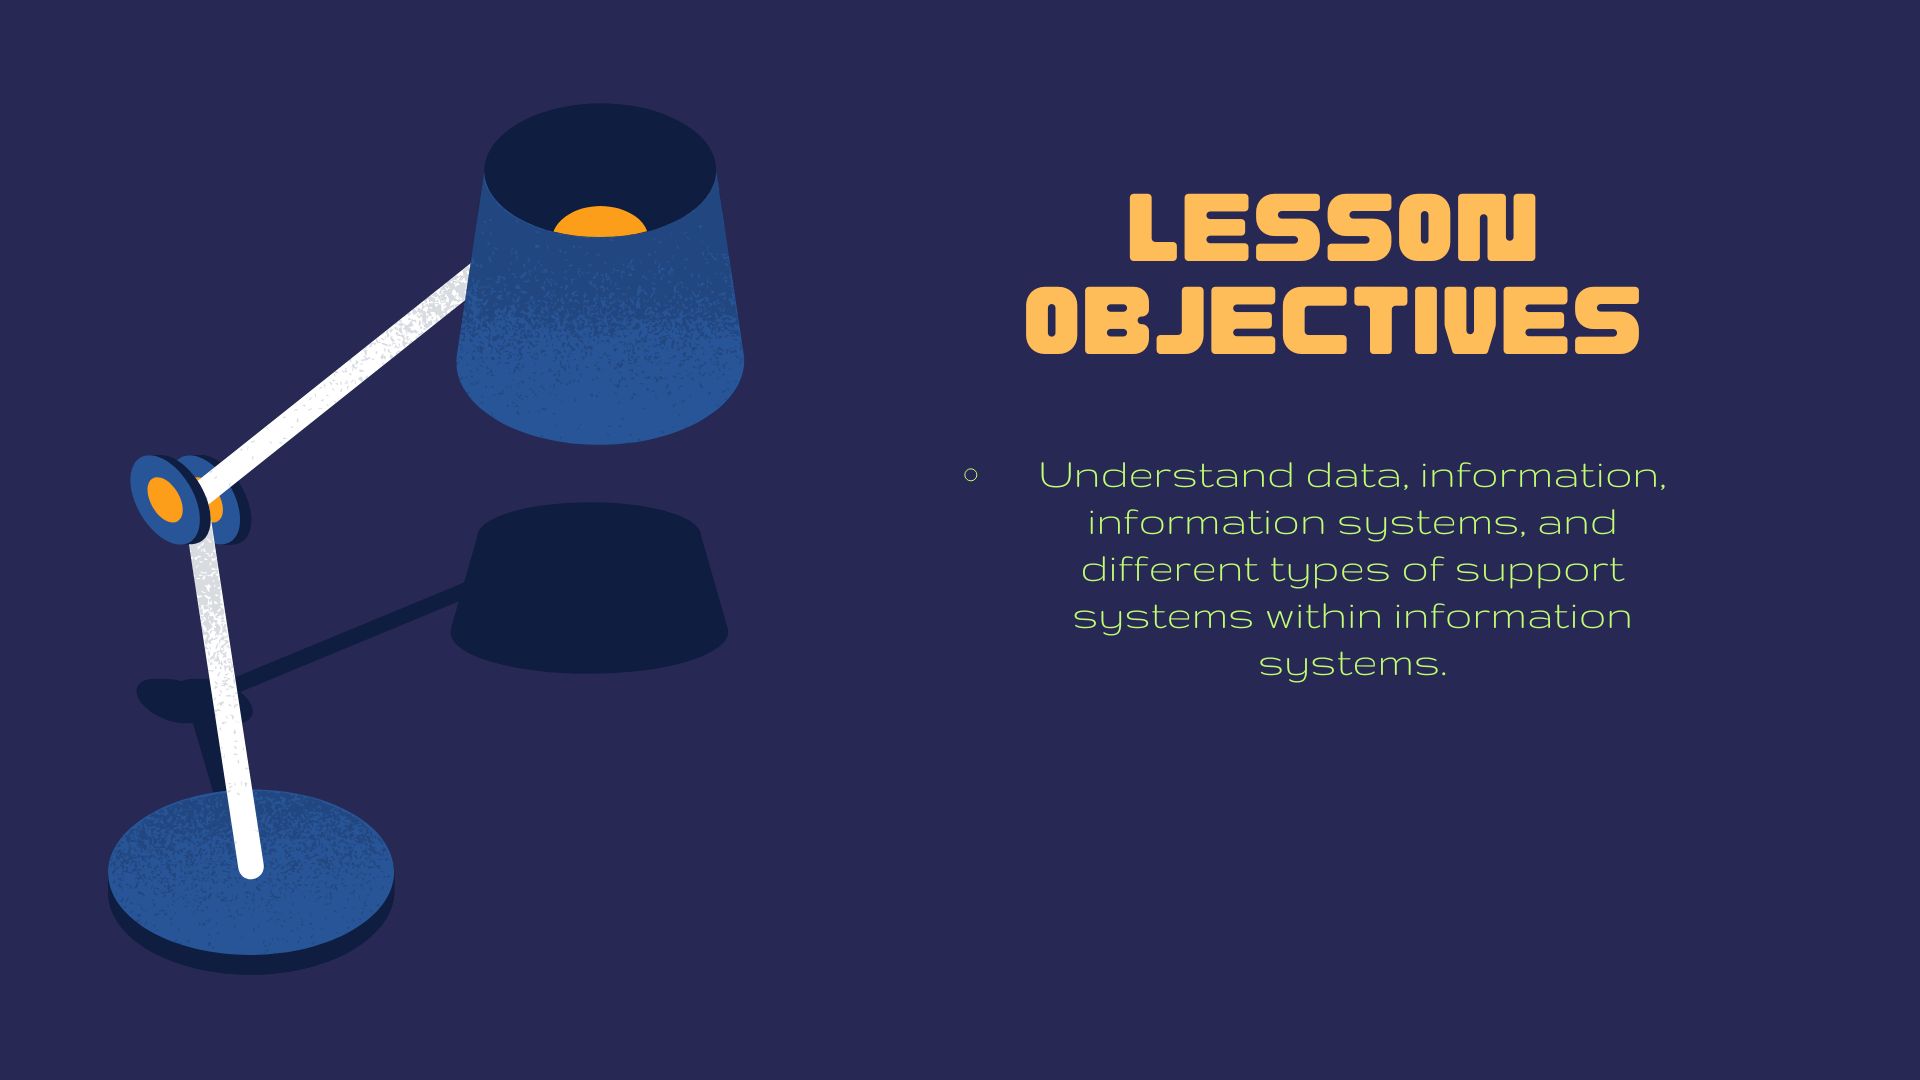 LESSON
OBJECTIVES
Understand data, information,
information systems, and
different types of support
systems within information
systems.